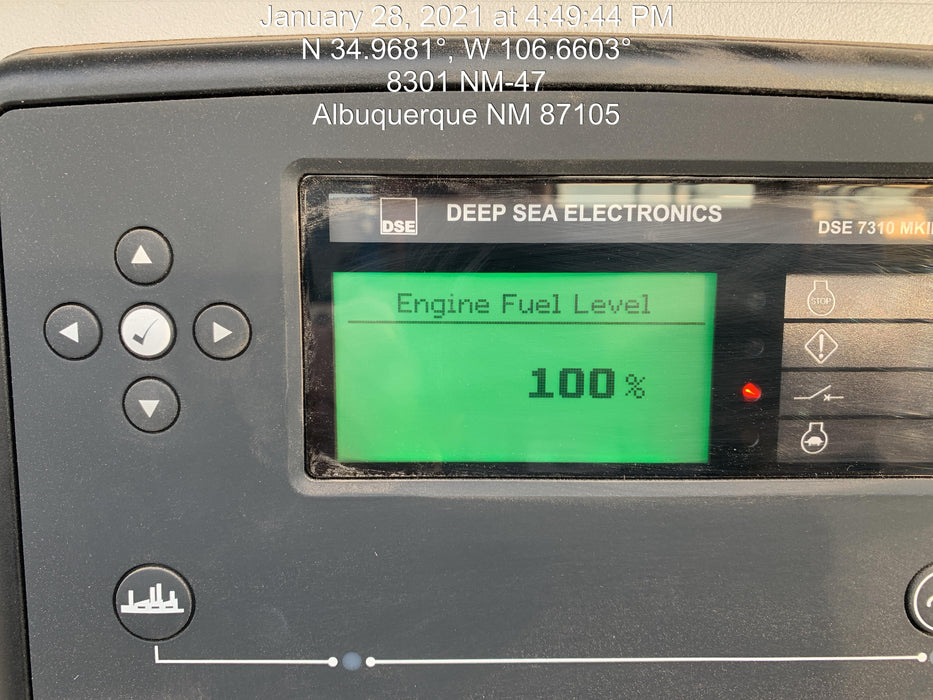 January 28, 2021 at 4:49:44 PM
N 34.9681°, W 106.6603°
8301 NM-47
Albuquerque NM 87105
DSE
DEEP SEA ELECTRONICS
DSE 7310 MKII
Engine Fuel Level
100 %
STOP